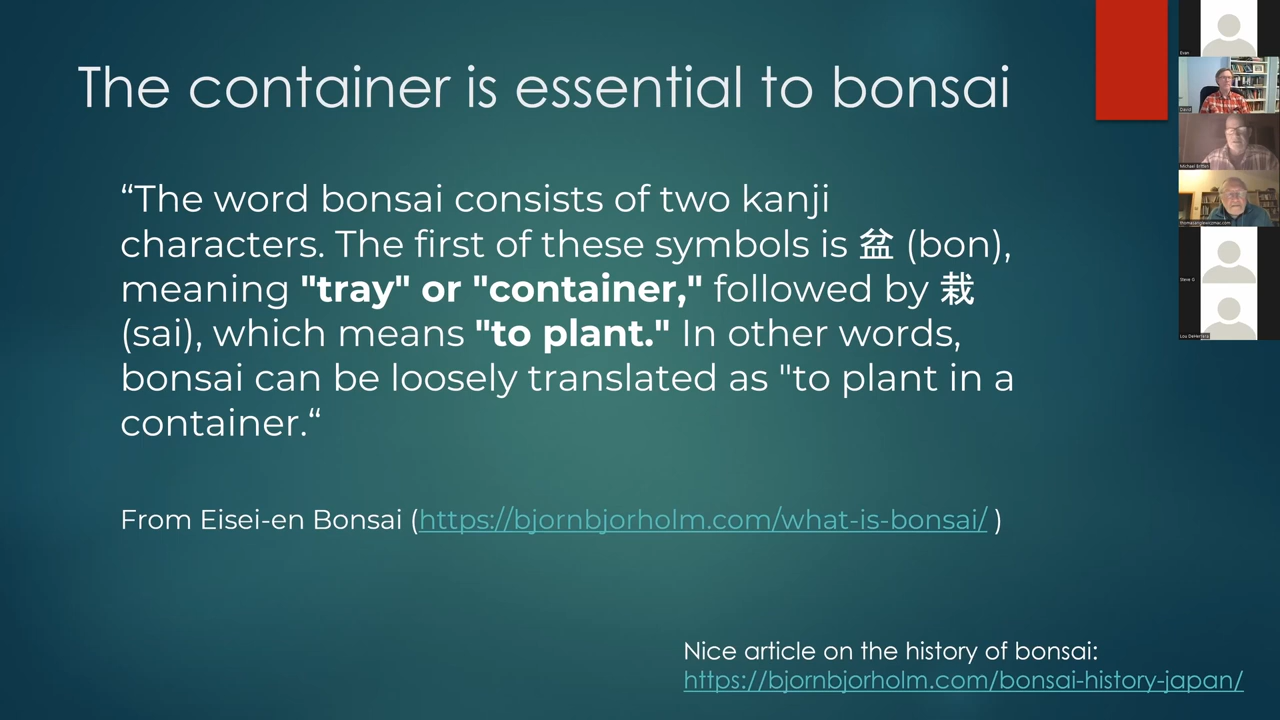 The container is essential to bonsai
“The word bonsai consists of two kanji
characters. The first of these symbols is 盆 (bon),
meaning "tray" or "container," followed by 栽
(sai), which means "to plant." In other words,
bonsai can be loosely translated as "to plant in a
container.“
From Eisei-en Bonsai (https://bjornbjorholm.com/what-is-bonsai/ )
Nice article on the history of bonsai:
https://bjornbjorholm.com/bonsai-history-japan/
Evan
David
Steve G